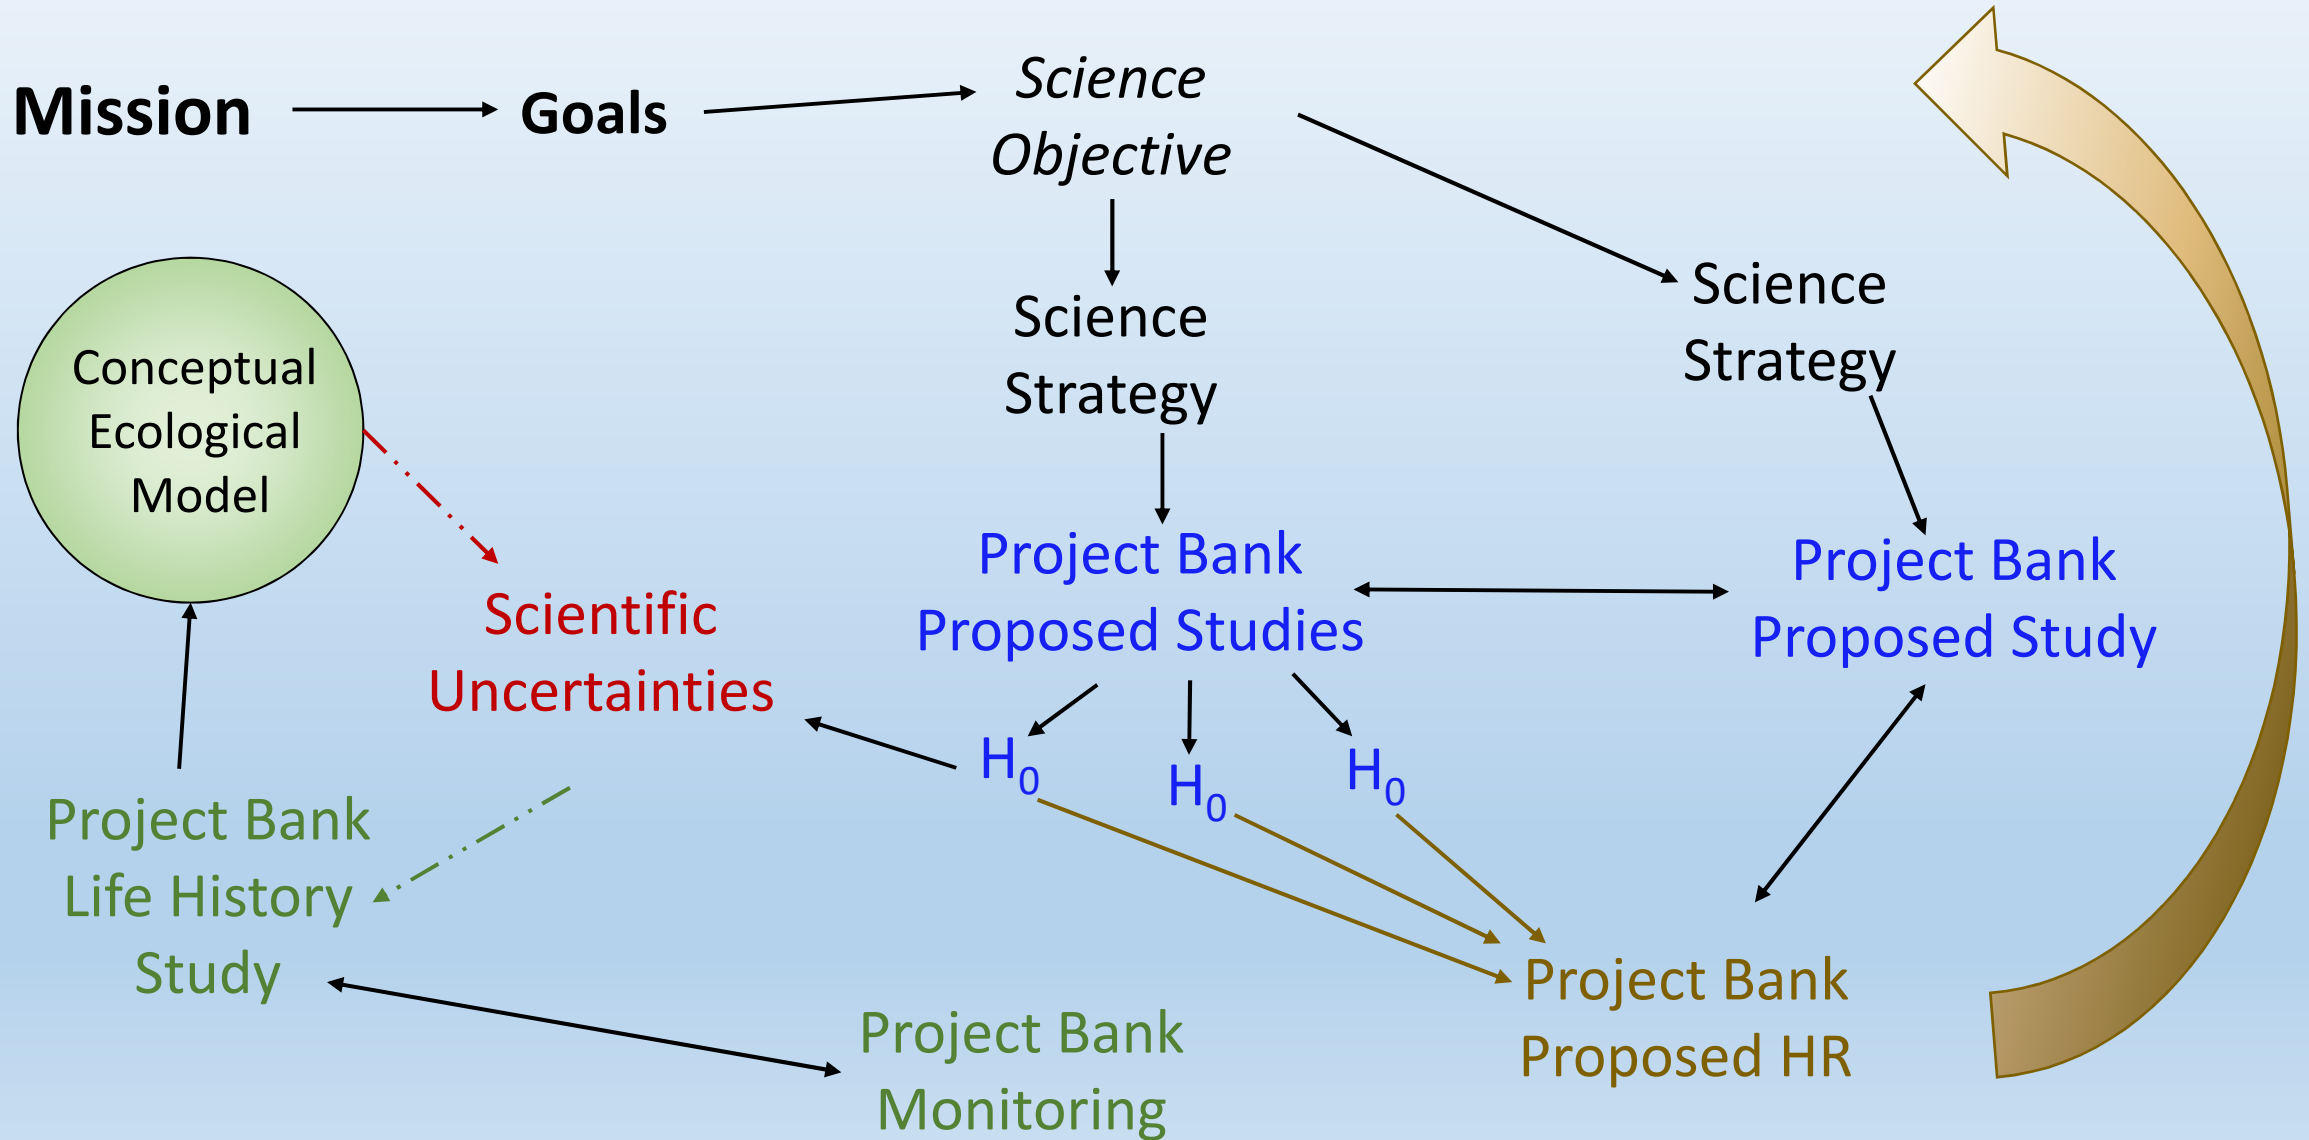 Mission
Goals
Science
Objective
Science
Strategy
Science
Strategy
Conceptual
Ecological
Model
Scientific
Uncertainties
Project Bank
Proposed Studies
Project Bank
Proposed Study
H0
H0
H0
Project Bank
Life History
Study
Project Bank
Monitoring
Project Bank
Proposed HR